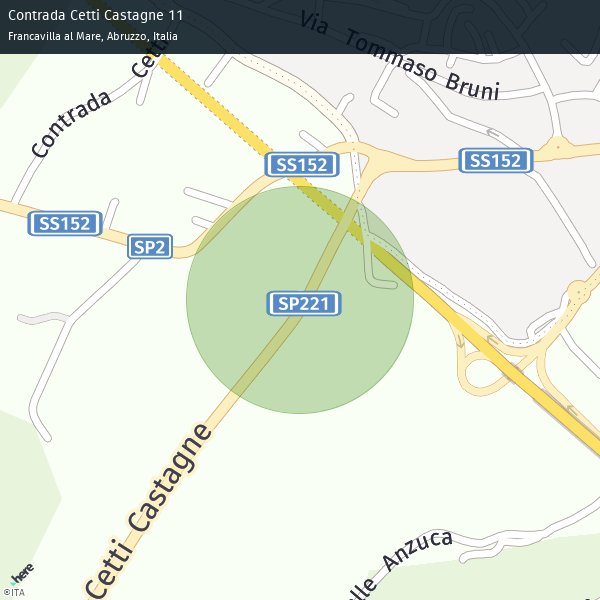 Contrada Cetti Castagne 11
Francavilla al Mare, Abruzzo, Italia
Via Tommaso Bruni
Contrada Cetti
SS152
SS152
SS152
SP2
SP221
Cetti Castagne
lle Anzuca
here
©ITA